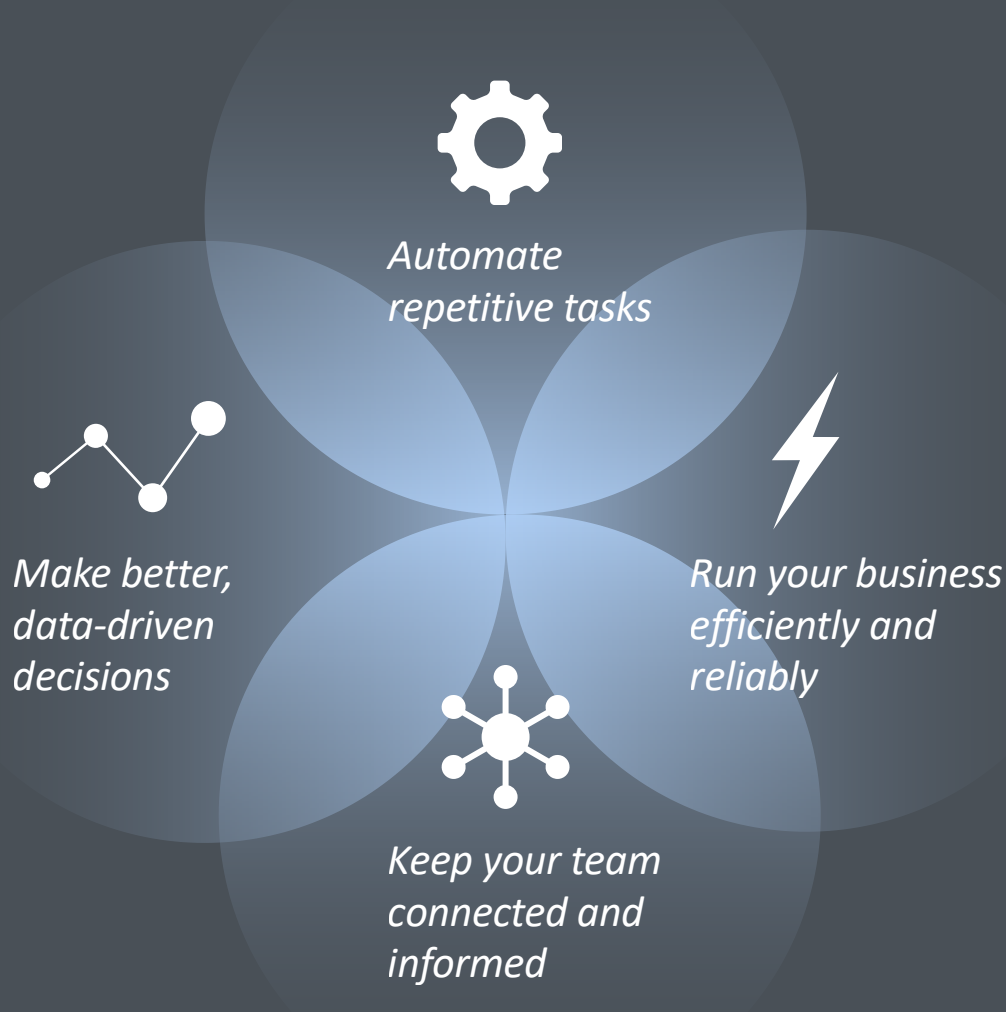 Automate
repetitive tasks
Make better,
data-driven
decisions
Run your business
efficiently and
reliably
Keep your team
connected and
informed